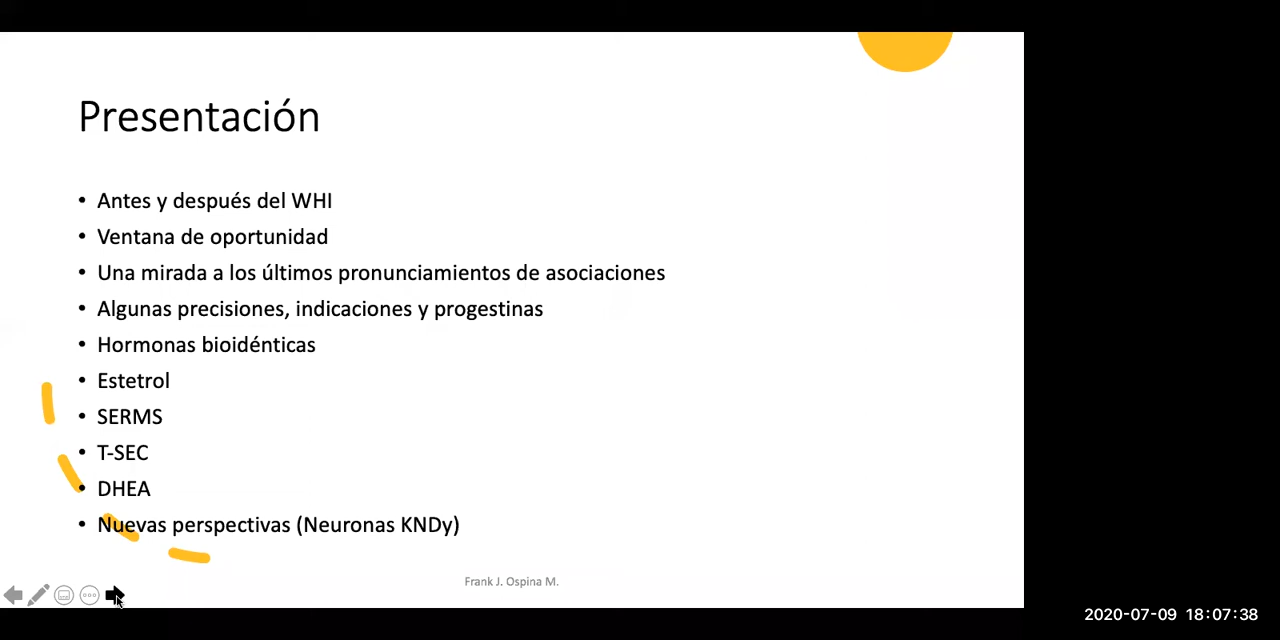 Presentación
• Antes y después del WHI
• Ventana de oportunidad
• Una mirada a los últimos pronunciamientos de asociaciones
• Algunas precisiones, indicaciones y progestinas
• Hormonas bioidénticas
• Estetrol
• SERMS
• T-SEC
• DHEA
• Nuevas perspectivas (Neuronas KNDy)
Frank J. Ospina M.
2020-07-09 18:07:38